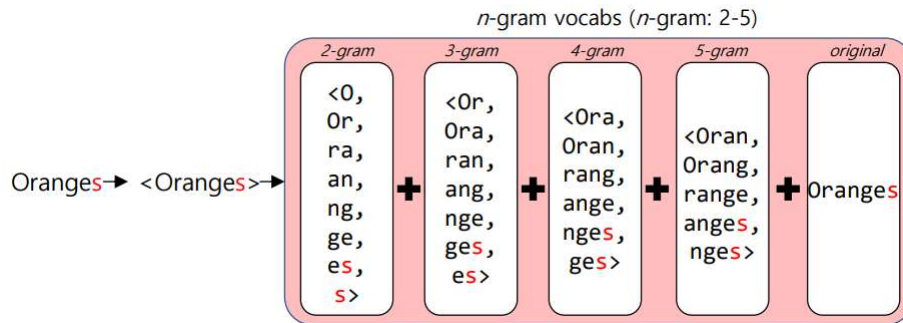 n-gram vocabs (n-gram: 2-5)
2-gram
3-gram
4-gram
5-gram
original
Oranges
<Oranges>
<O,
Or,
ra,
an,
ng,
ge,
es,
s>
<Or,
Ora,
ran,
ang,
nge,
ges,
es>
<Ora,
Oran,
rang,
ange,
nges,
ges>
<Oran,
Orang,
range,
anges,
nges>
Oranges